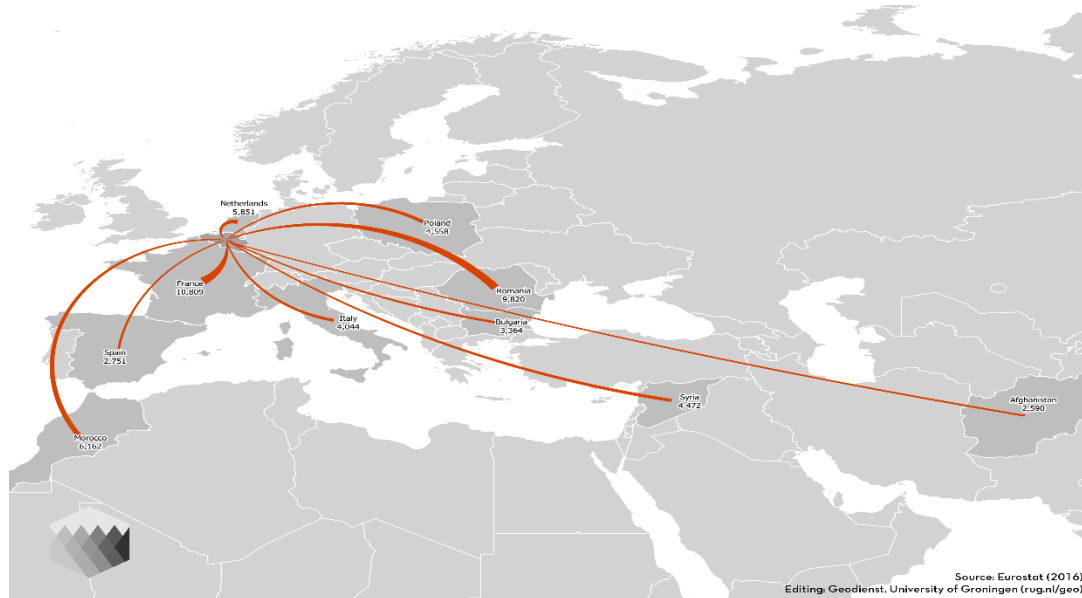 Netherlands
5,851
Poland
4,558
France
10,809
Romania
9,820
Italy
4,044
Bulgaria
3,364
Spain
2,751
Syria
4,472
Afghanistan
2,590
Morocco
6,162
Source: Eurostat (2016)
Editing: Geodienst, University of Groningen (rug.nl/geo)